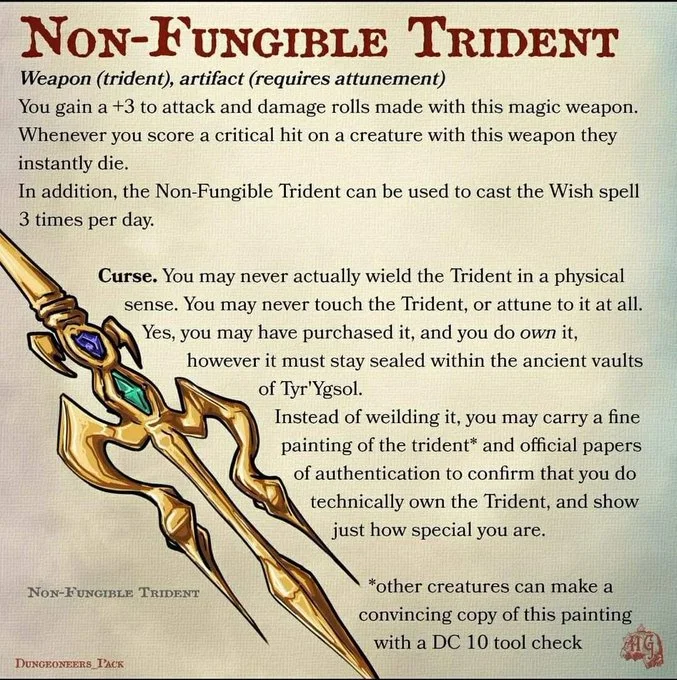 Non-Fungible Trident
Weapon (trident), artifact (requires attunement)
You gain a +3 to attack and damage rolls made with this magic weapon.
Whenever you score a critical hit on a creature with this weapon they
instantly die.
In addition, the Non-Fungible Trident can be used to cast the Wish spell
3 times per day.
Curse. You may never actually wield the Trident in a physical
sense. You may never touch the Trident, or attune to it at all.
Yes, you may have purchased it, and you do own it,
however it must stay sealed within the ancient vaults
of Tyr'Ygsol.
Instead of weilding it, you may carry a fine
painting of the trident* and official papers
of authentication to confirm that you do
technically own the Trident, and show
just how special you are.
*other creatures can make a
convincing copy of this painting
with a DC 10 tool check
Non-Fungible Trident
Dungeoneers_Pack
HG